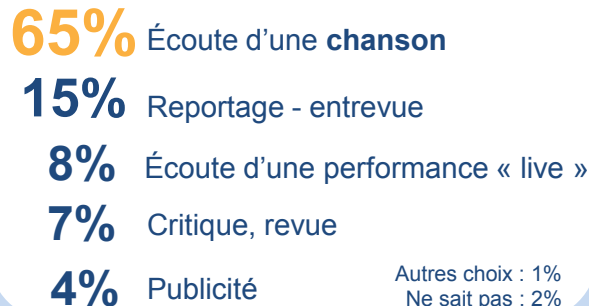 65% Écoute d’une chanson
15% Reportage - entrevue
8% Écoute d’une performance « live »
7% Critique, revue
4% Publicité
Autres choix : 1%
Ne sait pas : 2%